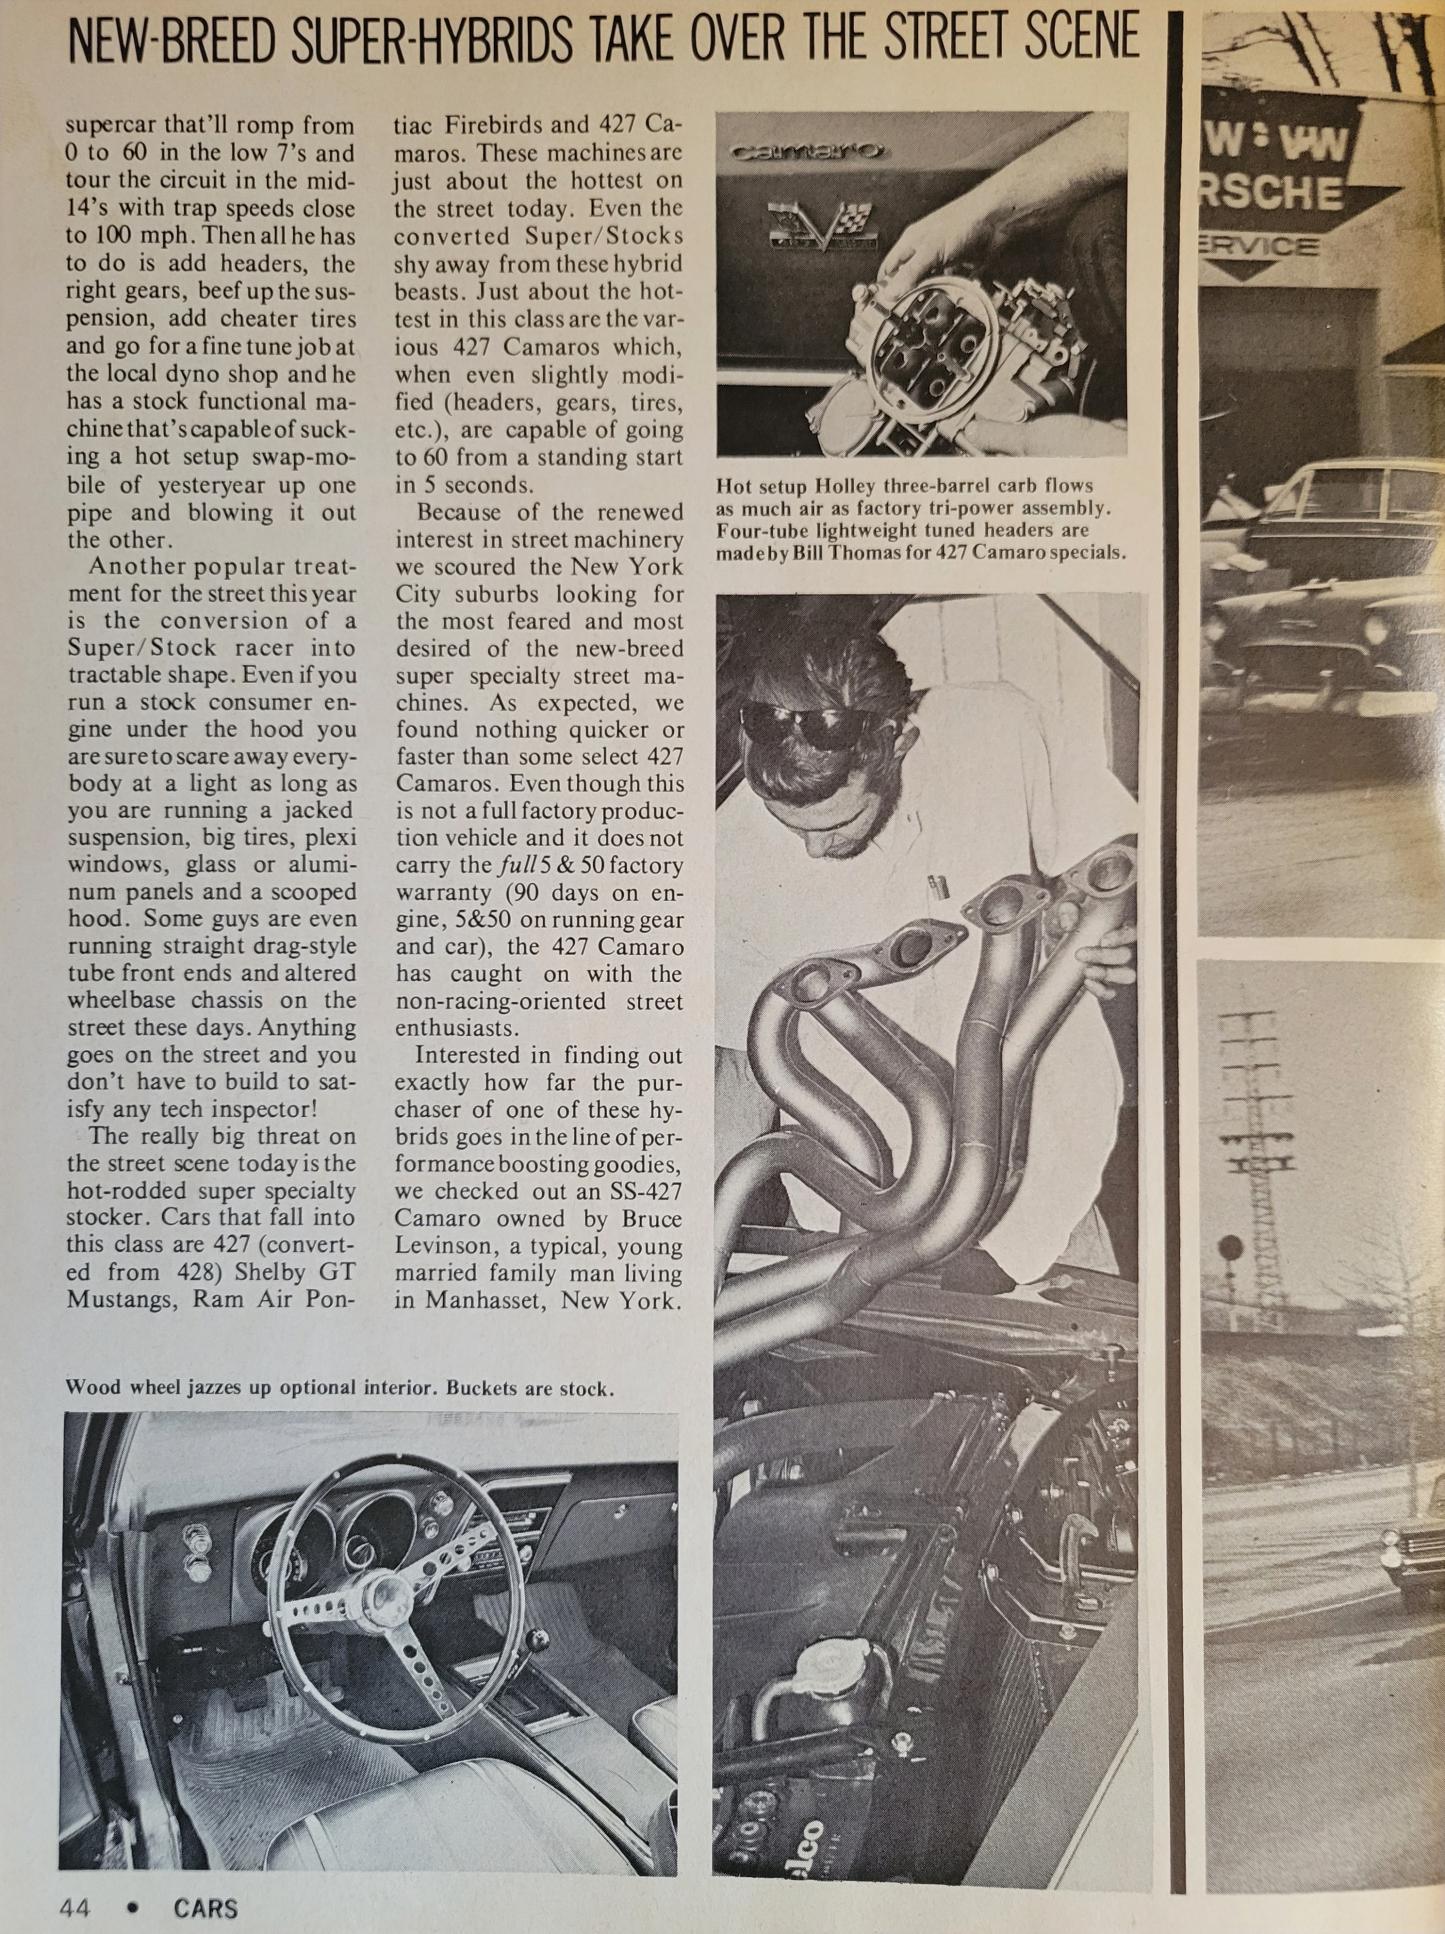 NEW-BREED SUPER-HYBRIDS TAKE OVER THE STREET SCENE
supercar that'll romp from
0 to 60 in the low 7's and
tour the circuit in the mid-
14's with trap speeds close
to 100 mph. Then all he has
to do is add headers, the
right gears, beef up the sus-
pension, add cheater tires
and go for a fine tune job at
the local dyno shop and he
has a stock functional ma-
chine that's capable of suck-
ing a hot setup swap-mo-
bile of yesteryear up one
pipe and blowing it out
the other.
Another popular treat-
ment for the street this year
is the conversion of a
Super/Stock racer into
tractable shape. Even if you
run a stock consumer en-
gine under the hood you
are sure to scare away every-
body at a light as long as
you are running a jacked
suspension, big tires, plexi
windows, glass or alumi-
num panels and a scooped
hood. Some guys are even
running straight drag-style
tube front ends and altered
wheelbase chassis on the
street these days. Anything
goes on the street and you
don't have to build to sat-
isfy any tech inspector!
The really big threat on
the street scene today is the
hot-rodded super specialty
stocker. Cars that fall into
this class are 427 (convert-
ed from 428) Shelby GT
Mustangs, Ram Air Pon-
tiac Firebirds and 427 Ca-
maros. These machines are
just about the hottest on
the street today. Even the
converted Super/Stocks
shy away from these hybrid
beasts. Just about the hot-
test in this class are the var-
ious 427 Camaros which,
when even slightly modi-
fied (headers, gears, tires,
etc.), are capable of going
to 60 from a standing start
in 5 seconds.
Because of the renewed
interest in street machinery
we scoured the New York
City suburbs looking for
the most feared and most
desired of the new-breed
super specialty street ma-
chines. As expected, we
found nothing quicker or
faster than some select 427
Camaros. Even though this
is not a full factory produc-
tion vehicle and it does not
carry the full 5 & 50 factory
warranty (90 days on en-
gine, 5&50 on running gear
and car), the 427 Camaro
has caught on with the
non-racing-oriented street
enthusiasts.
Interested in finding out
exactly how far the pur-
chaser of one of these hy-
brids goes in the line of per-
formance boosting goodies,
we checked out an SS-427
Camaro owned by Bruce
Levinson, a typical, young
married family man living
in Manhasset, New York.
camaro
Hot setup Holley three-barrel carb flows
as much air as factory tri-power assembly.
Four-tube lightweight tuned headers are
made by Bill Thomas for 427 Camaro specials.
Wood wheel jazzes up optional interior. Buckets are stock.
elco
W VW
RSCHE
ERVICE
44 • CARS